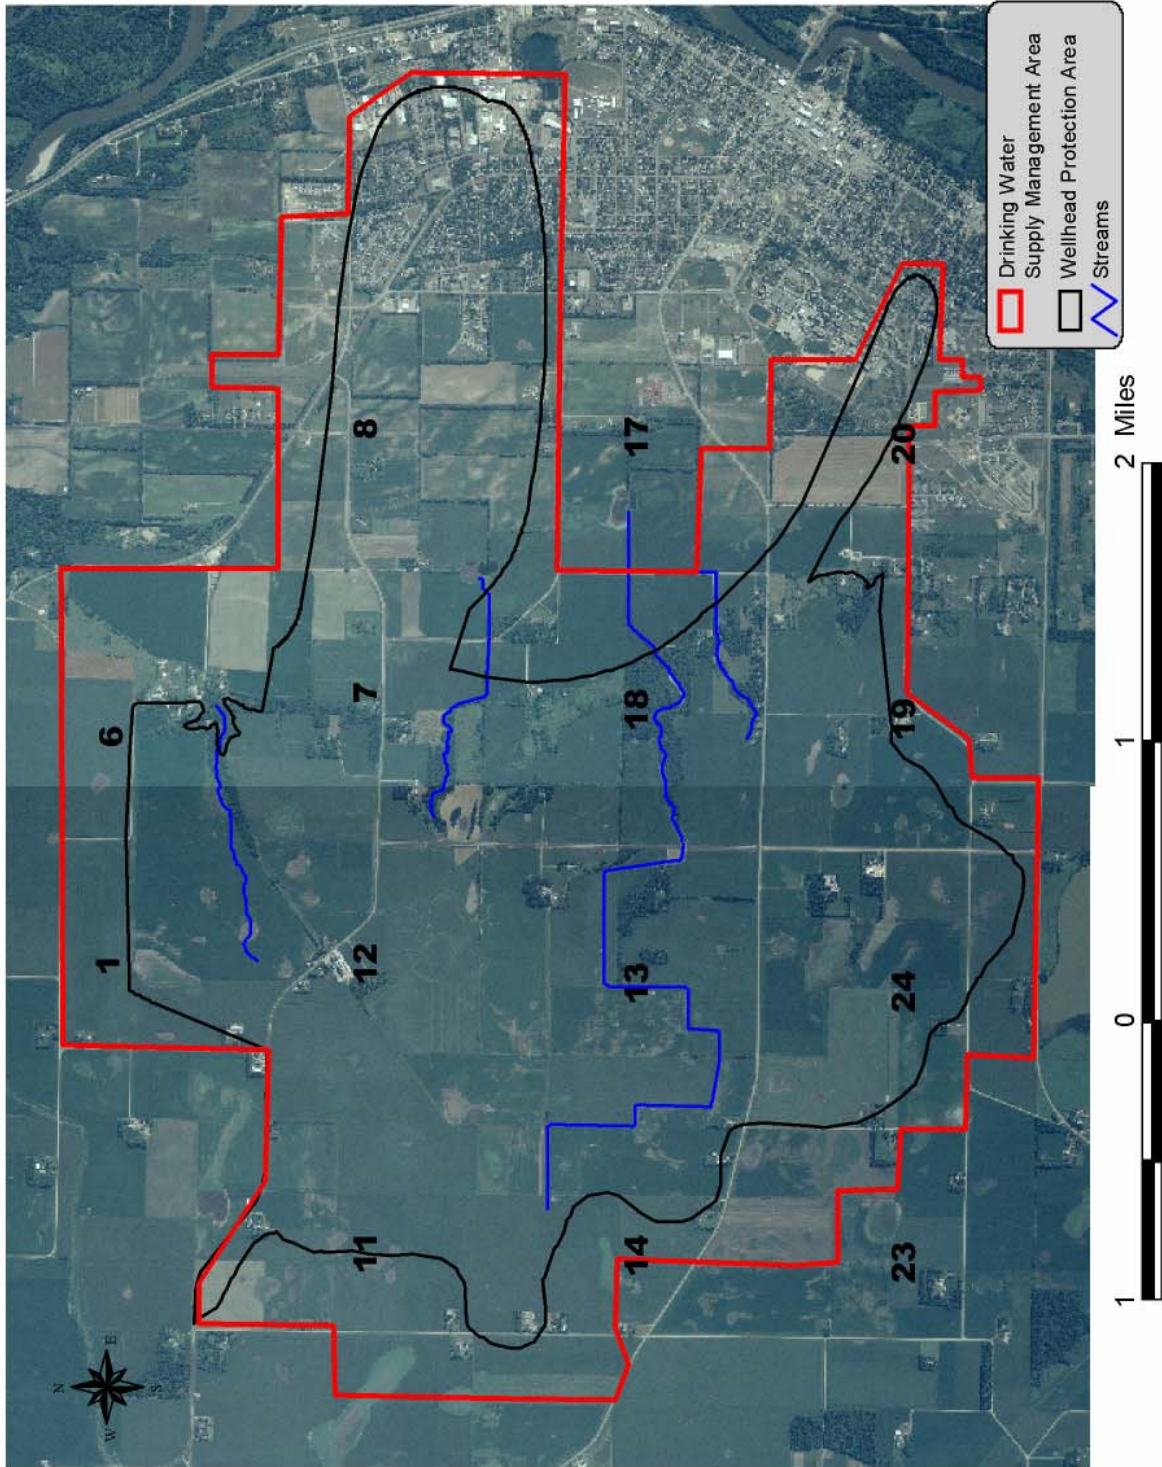 N
W
E
S
1
6
11
12
7
8
14
13
18
17
23
24
19
20
Drinking Water
Supply Management Area
Wellhead Protection Area
Streams
1
0
1
2 Miles